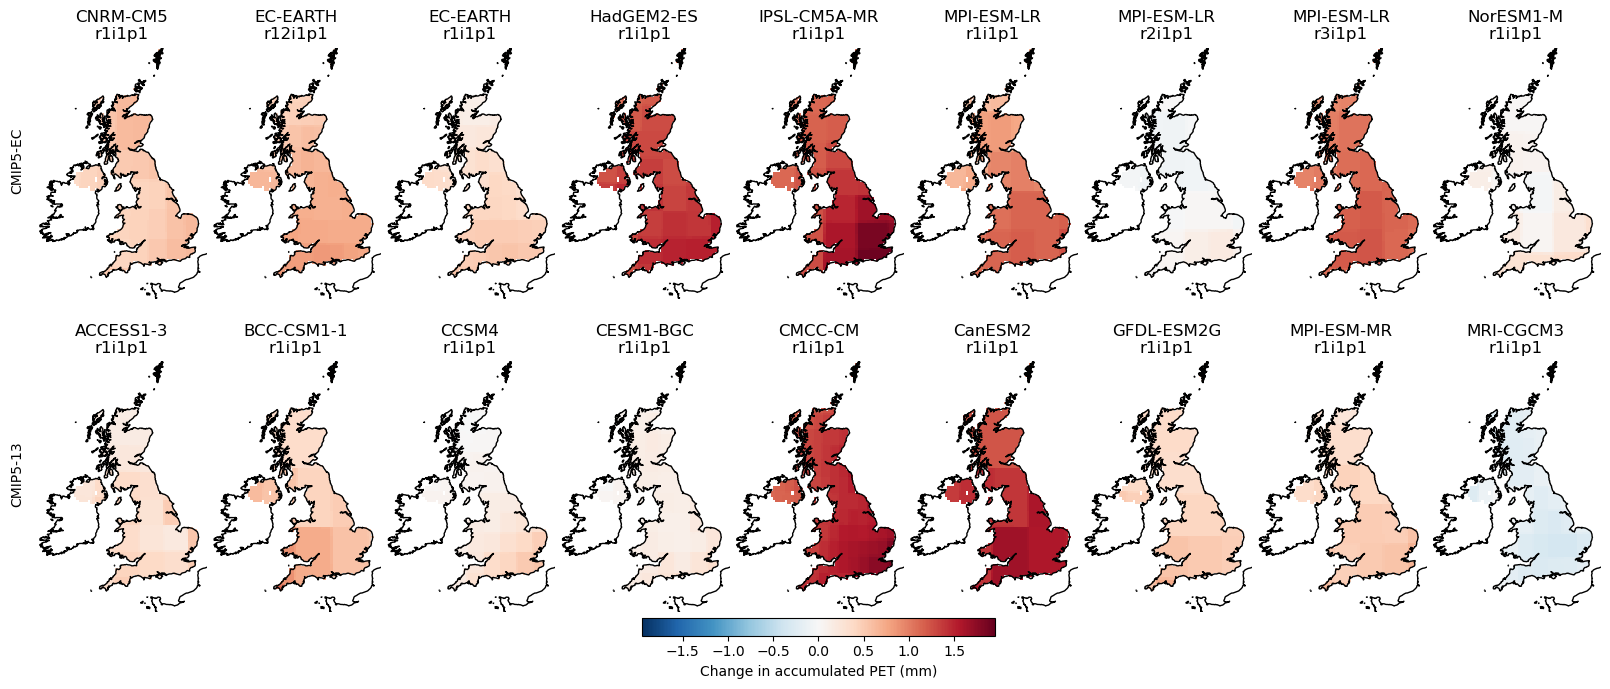 CNRM-CM5
r1i1p1
EC-EARTH
r12i1p1
EC-EARTH
r1i1p1
HadGEM2-ES
r1i1p1
IPSL-CM5A-MR
r1i1p1
MPI-ESM-LR
r1i1p1
MPI-ESM-LR
r2i1p1
MPI-ESM-LR
r3i1p1
NorESM1-M
r1i1p1
CMIP5-EC
ACCESS1-3
r1i1p1
BCC-CSM1-1
r1i1p1
CCSM4
r1i1p1
CESM1-BGC
r1i1p1
CMCC-CM
r1i1p1
CanESM2
r1i1p1
GFDL-ESM2G
r1i1p1
MPI-ESM-MR
r1i1p1
MRI-CGCM3
r1i1p1
CMIP5-13
−1.5 −1.0 −0.5 0.0 0.5 1.0 1.5
Change in accumulated PET (mm)